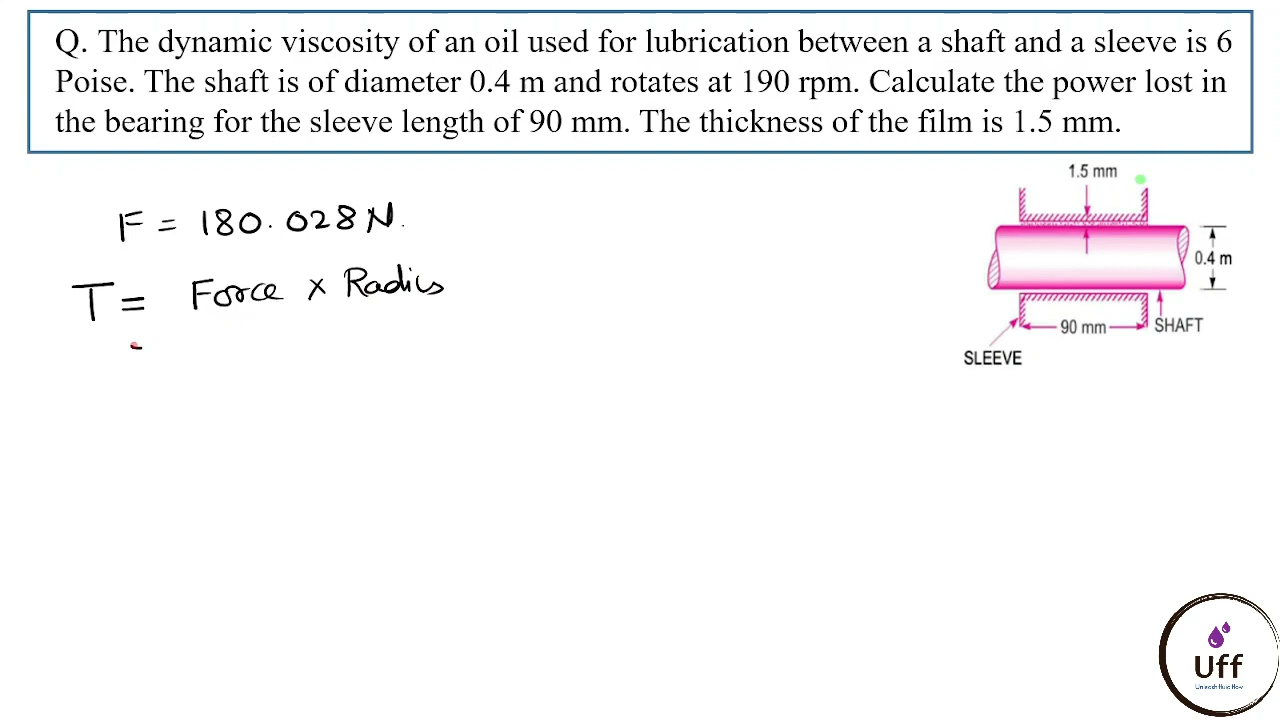 Q. The dynamic viscosity of an oil used for lubrication between a shaft and a sleeve is 6
Poise. The shaft is of diameter 0.4 m and rotates at 190 rpm. Calculate the power lost in
the bearing for the sleeve length of 90 mm. The thickness of the film is 1.5 mm.
1.5 mm
F = 180.028 N.
0.4 m
T = Force × Radius
90 mm
SHAFT
SLEEVE
Uff
Unleash Fluid Flow